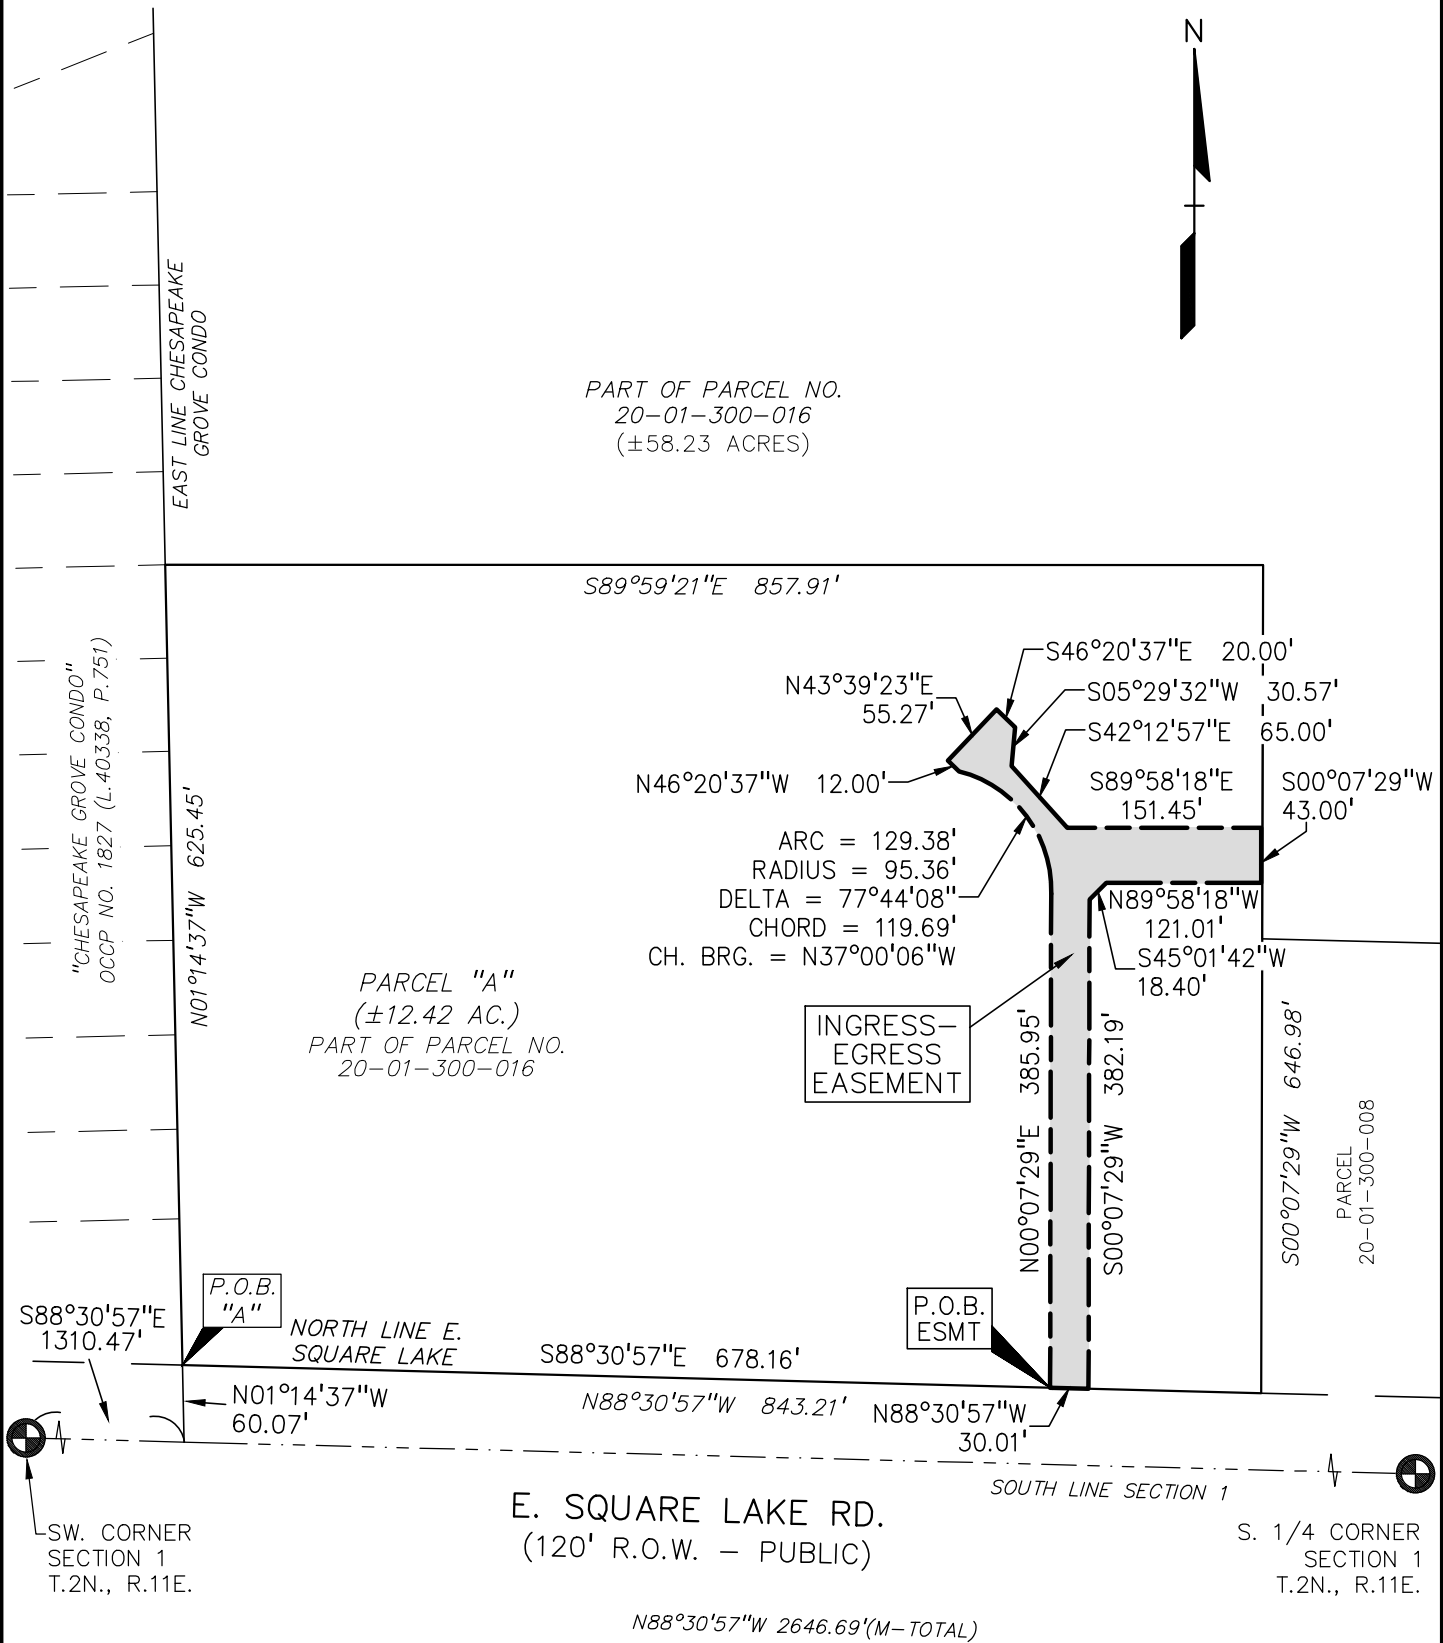 N
EAST LINE CHESAPEAKE
GROVE CONDO
PART OF PARCEL NO.
20-01-300-016
(±58.23 ACRES)
S89°59'21"E 857.91'
"CHESAPEAKE GROVE CONDO"
OCCP NO. 1827 (L.40338, P.751)
N01°14'37"W 625.45'
S46°20'37"E 20.00'
N43°39'23"E
55.27'
S05°29'32"W 30.57'
S42°12'57"E 65.00'
N46°20'37"W 12.00'
S89°58'18"E
151.45'
S00°07'29"W
43.00'
ARC = 129.38'
RADIUS = 95.36'
DELTA = 77°44'08"
CHORD = 119.69'
CH. BRG. = N37°00'06"W
N89°58'18"W
121.01'
S45°01'42"W
18.40'
PARCEL "A"
(±12.42 AC.)
PART OF PARCEL NO.
20-01-300-016
INGRESS-
EGRESS
EASEMENT
N00°07'29"E 385.95'
S00°07'29"W 382.19'
S00°07'29"W 646.98'
PARCEL
20-01-300-008
P.O.B.
"A"
S88°30'57"E
1310.47'
NORTH LINE E.
SQUARE LAKE
S88°30'57"E 678.16'
P.O.B.
ESMT
N01°14'37"W
60.07'
N88°30'57"W 843.21'
N88°30'57"W
30.01'
SOUTH LINE SECTION 1
E. SQUARE LAKE RD.
(120' R.O.W. - PUBLIC)
SW. CORNER
SECTION 1
T.2N., R.11E.
S. 1/4 CORNER
SECTION 1
T.2N., R.11E.
N88°30'57"W 2646.69'(M-TOTAL)